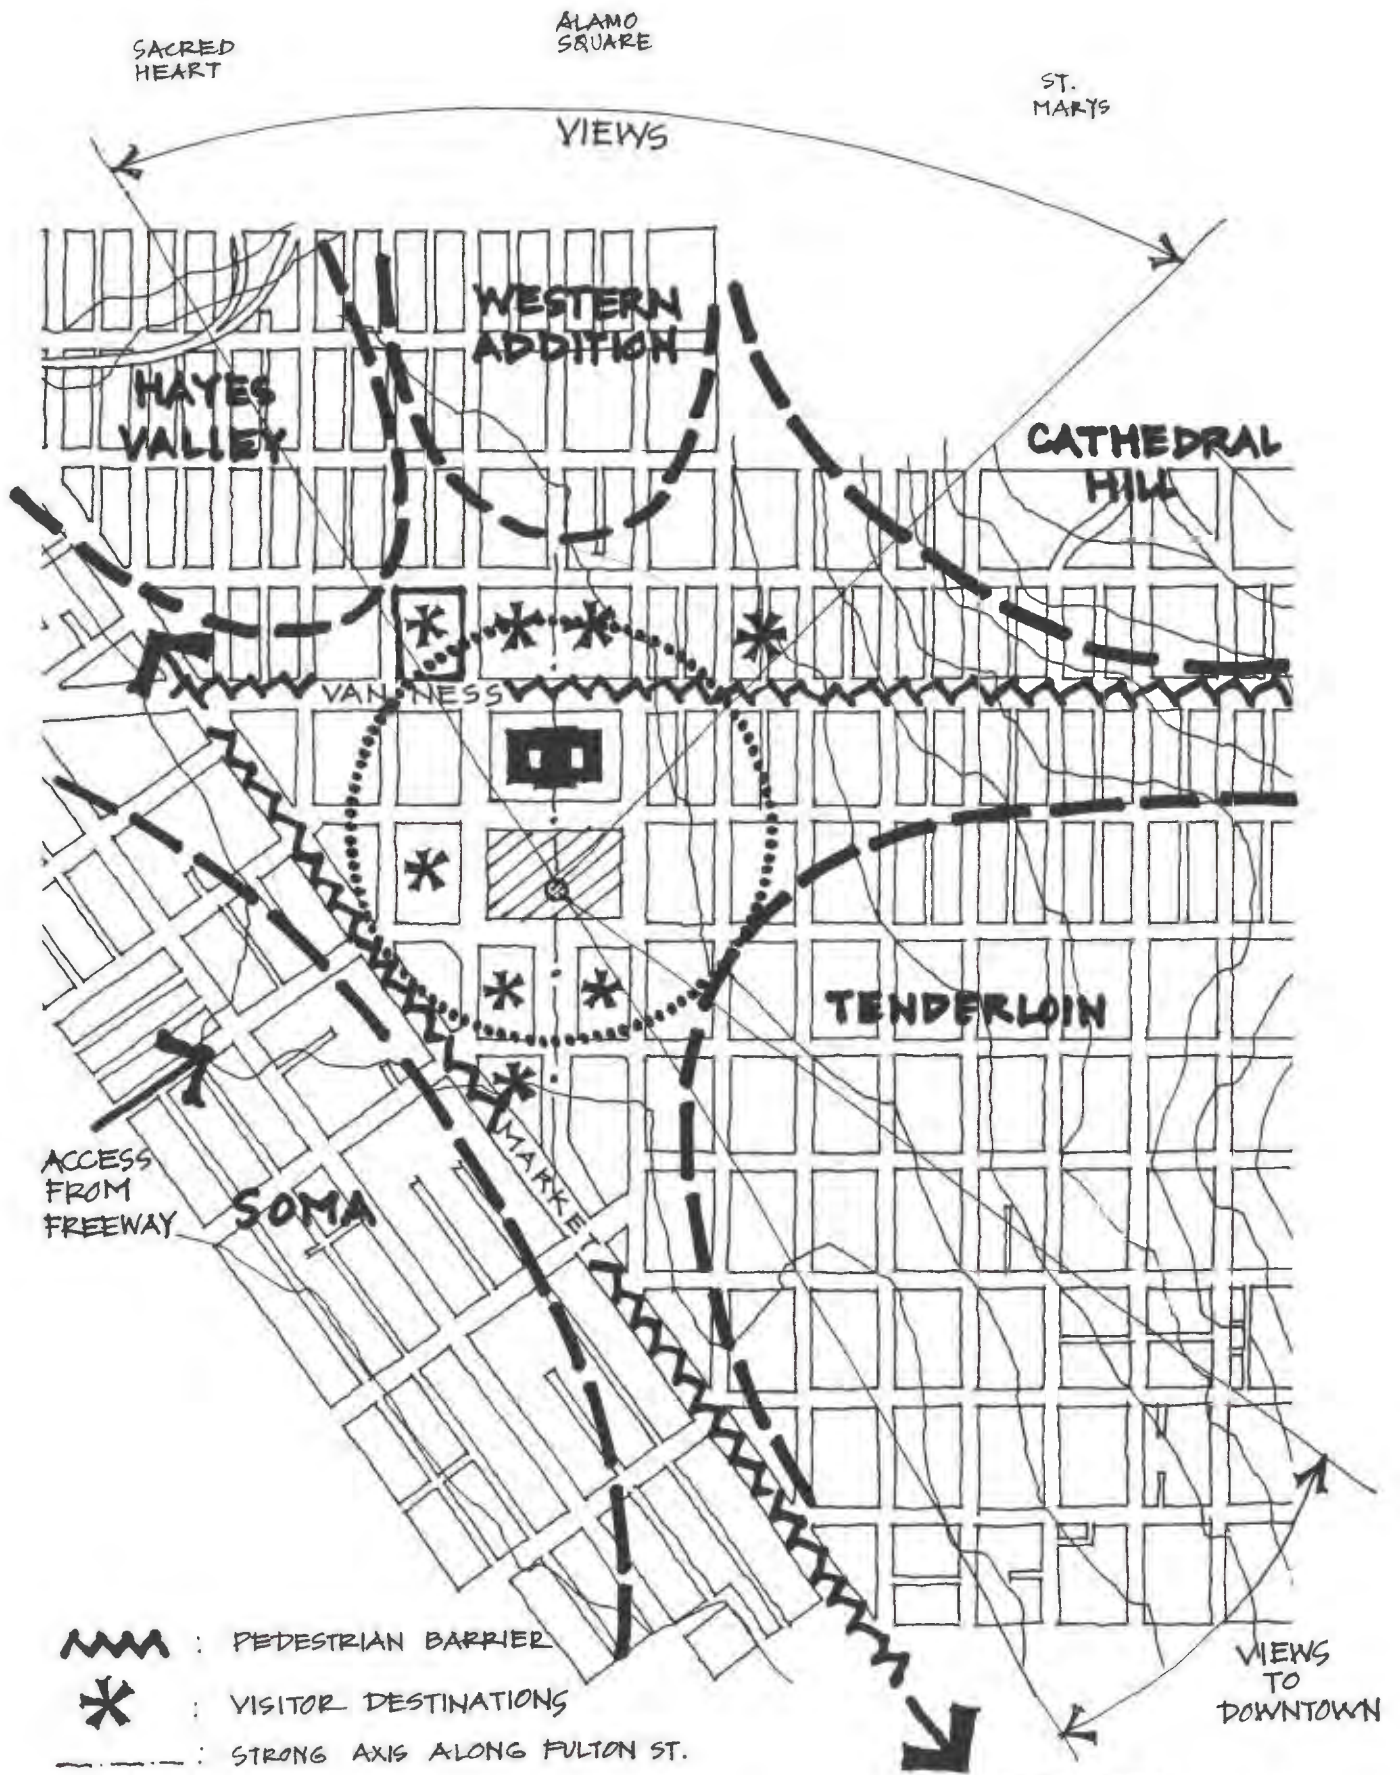 SACRED
HEART
ALAMO
SQUARE
ST.
MARYS
VIEWS
WESTERN
ADDITION
HAYES
VALLEY
CATHEDRAL
HILL
VAN NESS
TENDERLOIN
MARKET
ACCESS
FROM
FREEWAY
SOMA
VIEWS
TO
DOWNTOWN
: PEDESTRIAN BARRIER
: VISITOR DESTINATIONS
: STRONG AXIS ALONG FULTON ST.